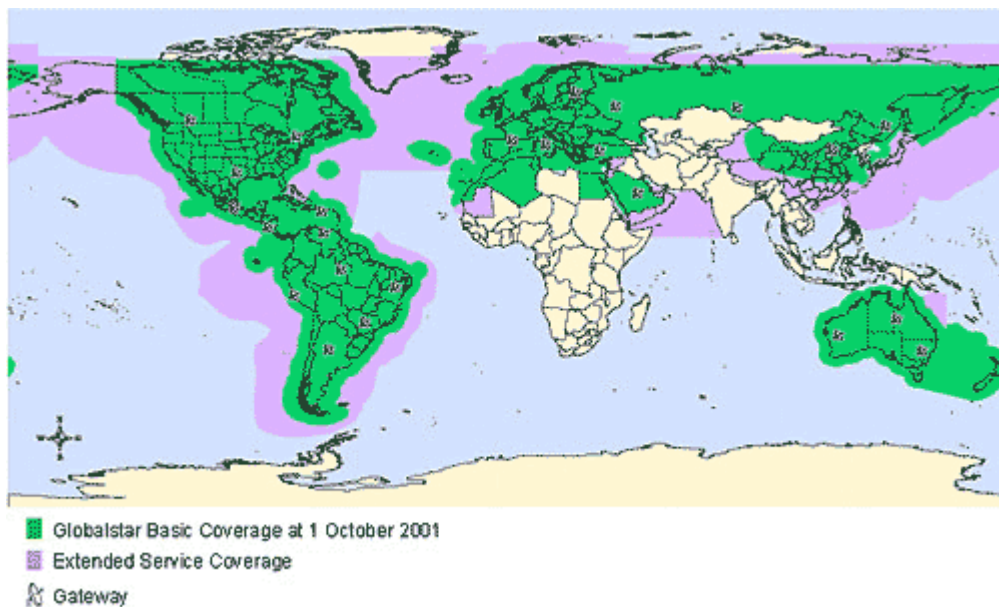 Globalstar Basic Coverage at 1 October 2001
Extended Service Coverage
Gateway